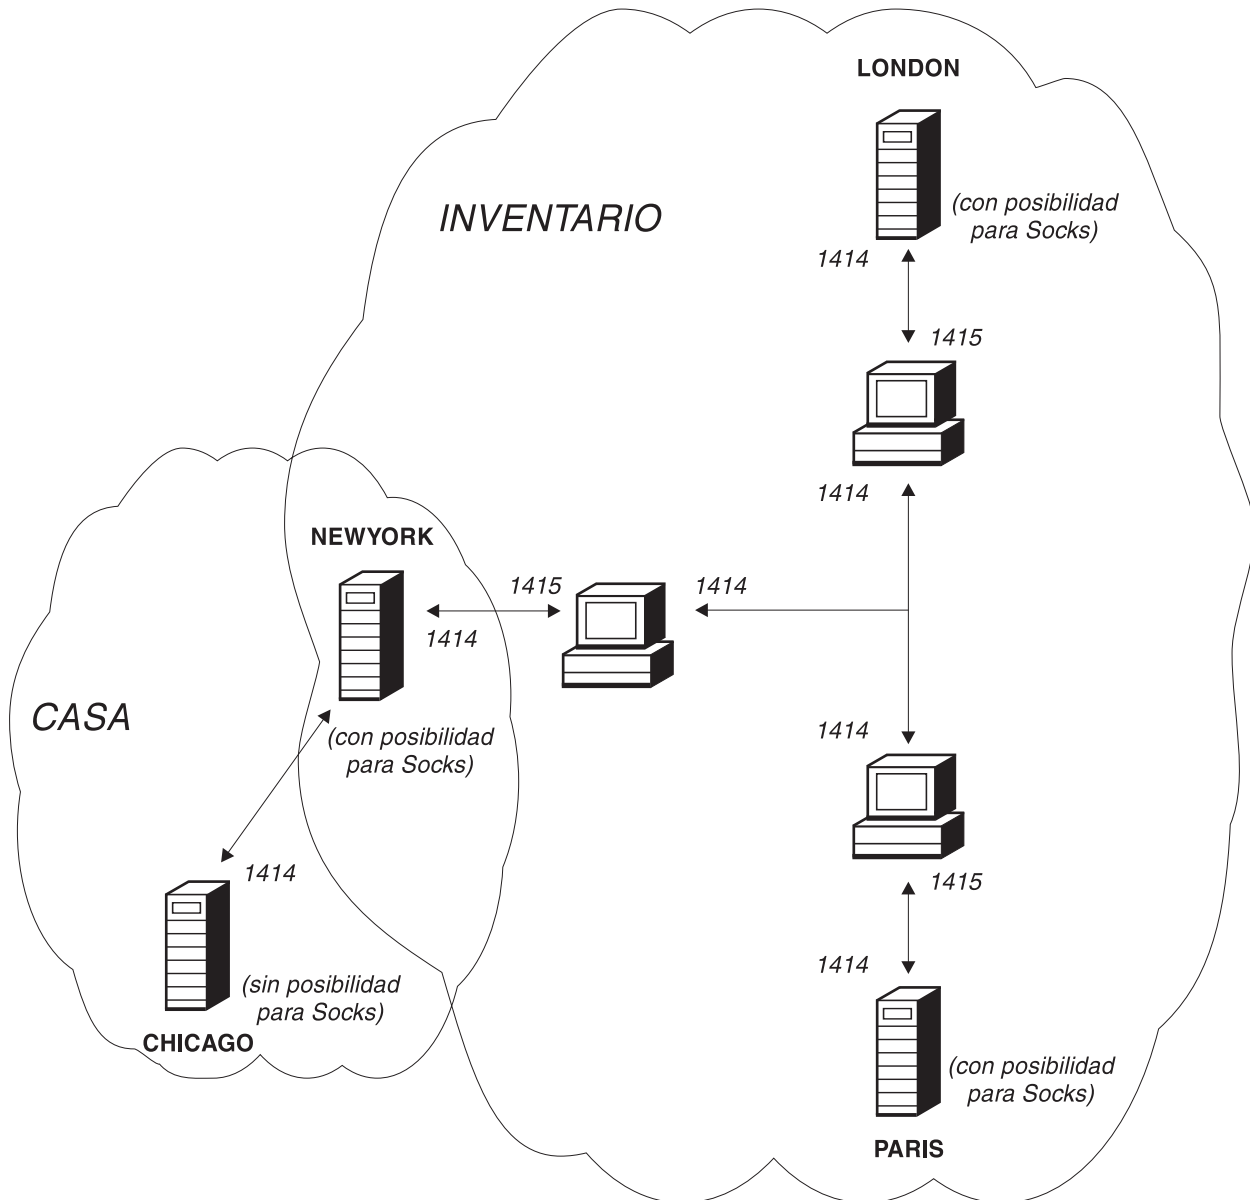 LONDON
INVENTARIO
(con posibilidad
para Socks)
1414
1415
1414
NEWYORK
1415
1414
1414
CASA
(con posibilidad
para Socks)
1414
1414
1415
1414
(sin posibilidad
para Socks)
CHICAGO
(con posibilidad
para Socks)
PARIS